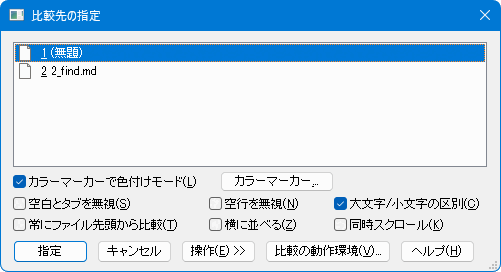 比較先の指定
1 (無題)
2 2_find.md
カラーマーカーで色付けモード(L)
カラーマーカー...
空白とタブを無視(S)
空行を無視(N)
大文字/小文字の区別(C)
常にファイル先頭から比較(T)
横に並べる(Z)
同時スクロール(K)
指定
キャンセル
操作(E) >>
比較の動作環境(V)...
ヘルプ(H)